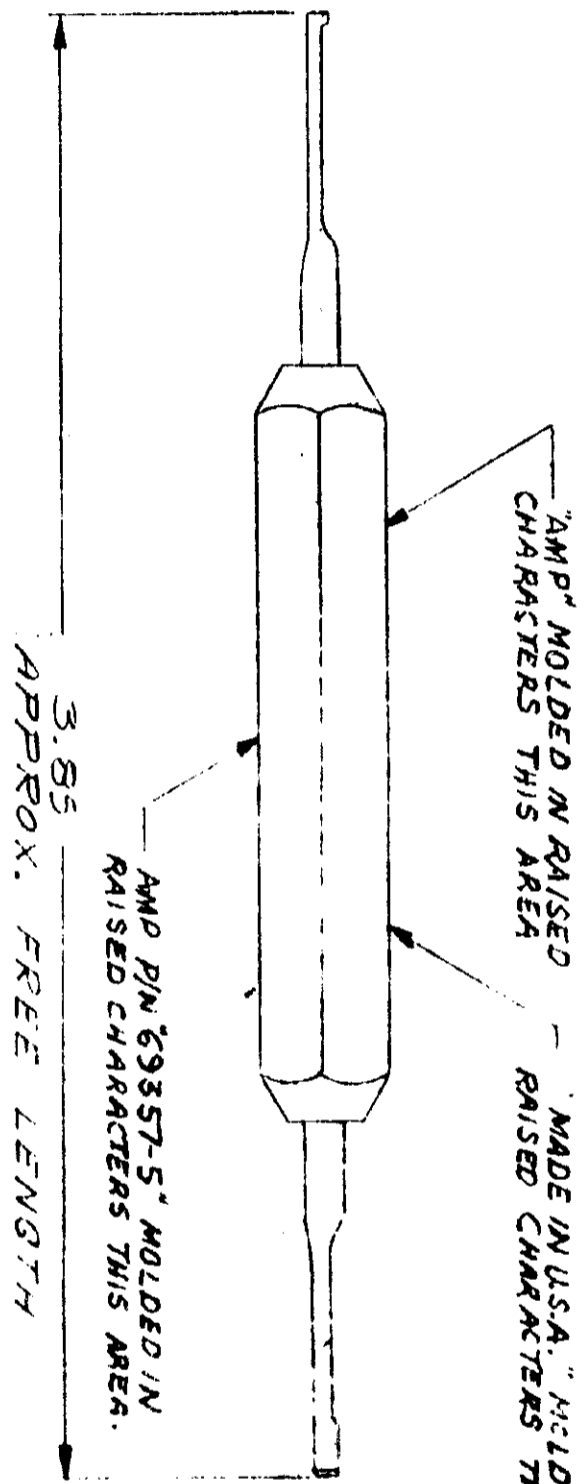 "AMP" MOLDED IN RAISED
CHARASTERS THIS AREA
"MADE IN U.S.A."
RAISED CHARACTERS
AMP P/N "69357-5" MOLDED IN
RAISED CHARACTERS THIS AREA.
3.85
APPROX. FREE LENGTH